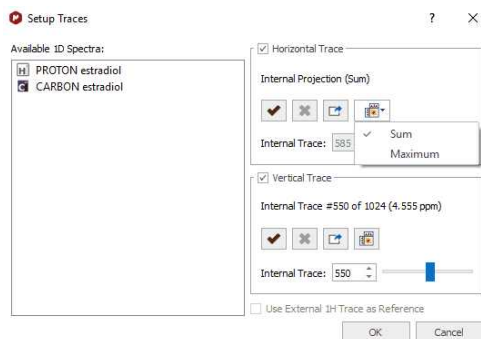 Setup Traces
?
Available 1D Spectra:
H PROTON estradiol
C CARBON estradiol
Horizontal Trace
Internal Projection (Sum)
Internal Trace: 585
Sum
Maximum
Vertical Trace
Internal Trace #550 of 1024 (4.555 ppm)
Internal Trace: 550
Use External 1H Trace as Reference
OK Cancel